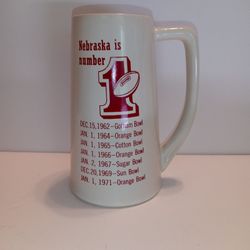 Nebraska is
number
1
DEC. 15, 1962-Gotham Bowl
JAN. 1, 1964-Orange Bowl
JAN. 1, 1965-Cotton Bowl
JAN. 1, 1966-Orange Bowl
JAN. 2, 1967-Sugar Bowl
DEC. 20, 1969-Sun Bowl
JAN. 1, 1971-Orange Bowl